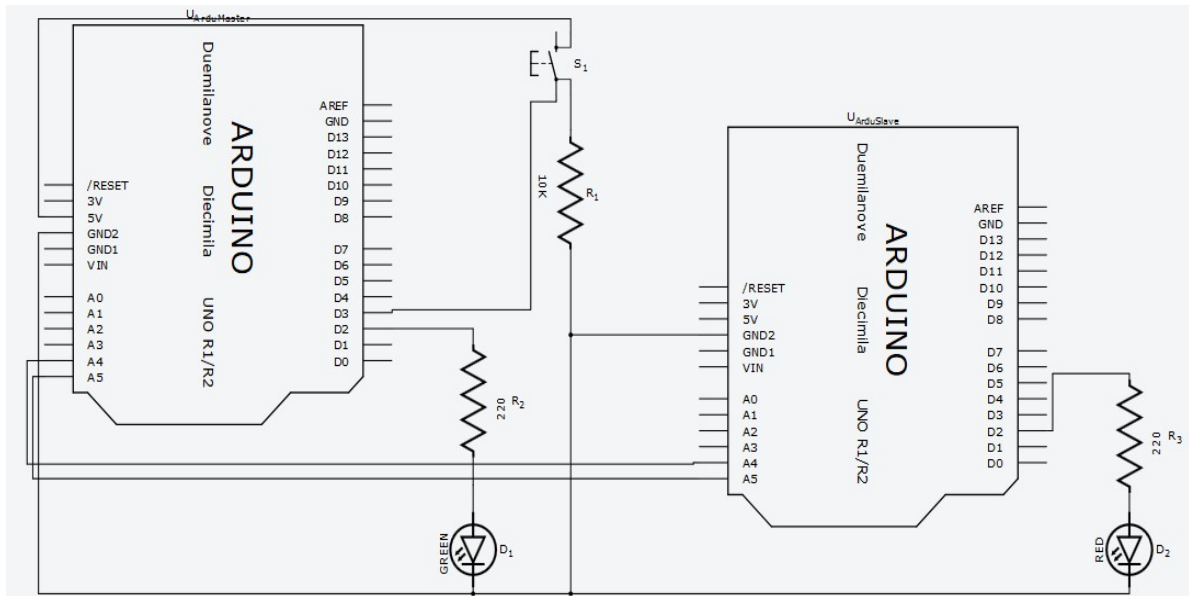 UArduMaster
Duemilanove
Diecimila
UNO R1/R2
ARDUINO
/RESET
3V
5V
GND2
GND1
VIN
A0
A1
A2
A3
A4
A5
AREF
GND
D13
D12
D11
D10
D9
D8
D7
D6
D5
D4
D3
D2
D1
D0
S1
10K
R1
220
R2
GREEN
D1
UArduSlave
Duemilanove
Diecimila
UNO R1/R2
ARDUINO
/RESET
3V
5V
GND2
GND1
VIN
A0
A1
A2
A3
A4
A5
AREF
GND
D13
D12
D11
D10
D9
D8
D7
D6
D5
D4
D3
D2
D1
D0
220
R3
RED
D2